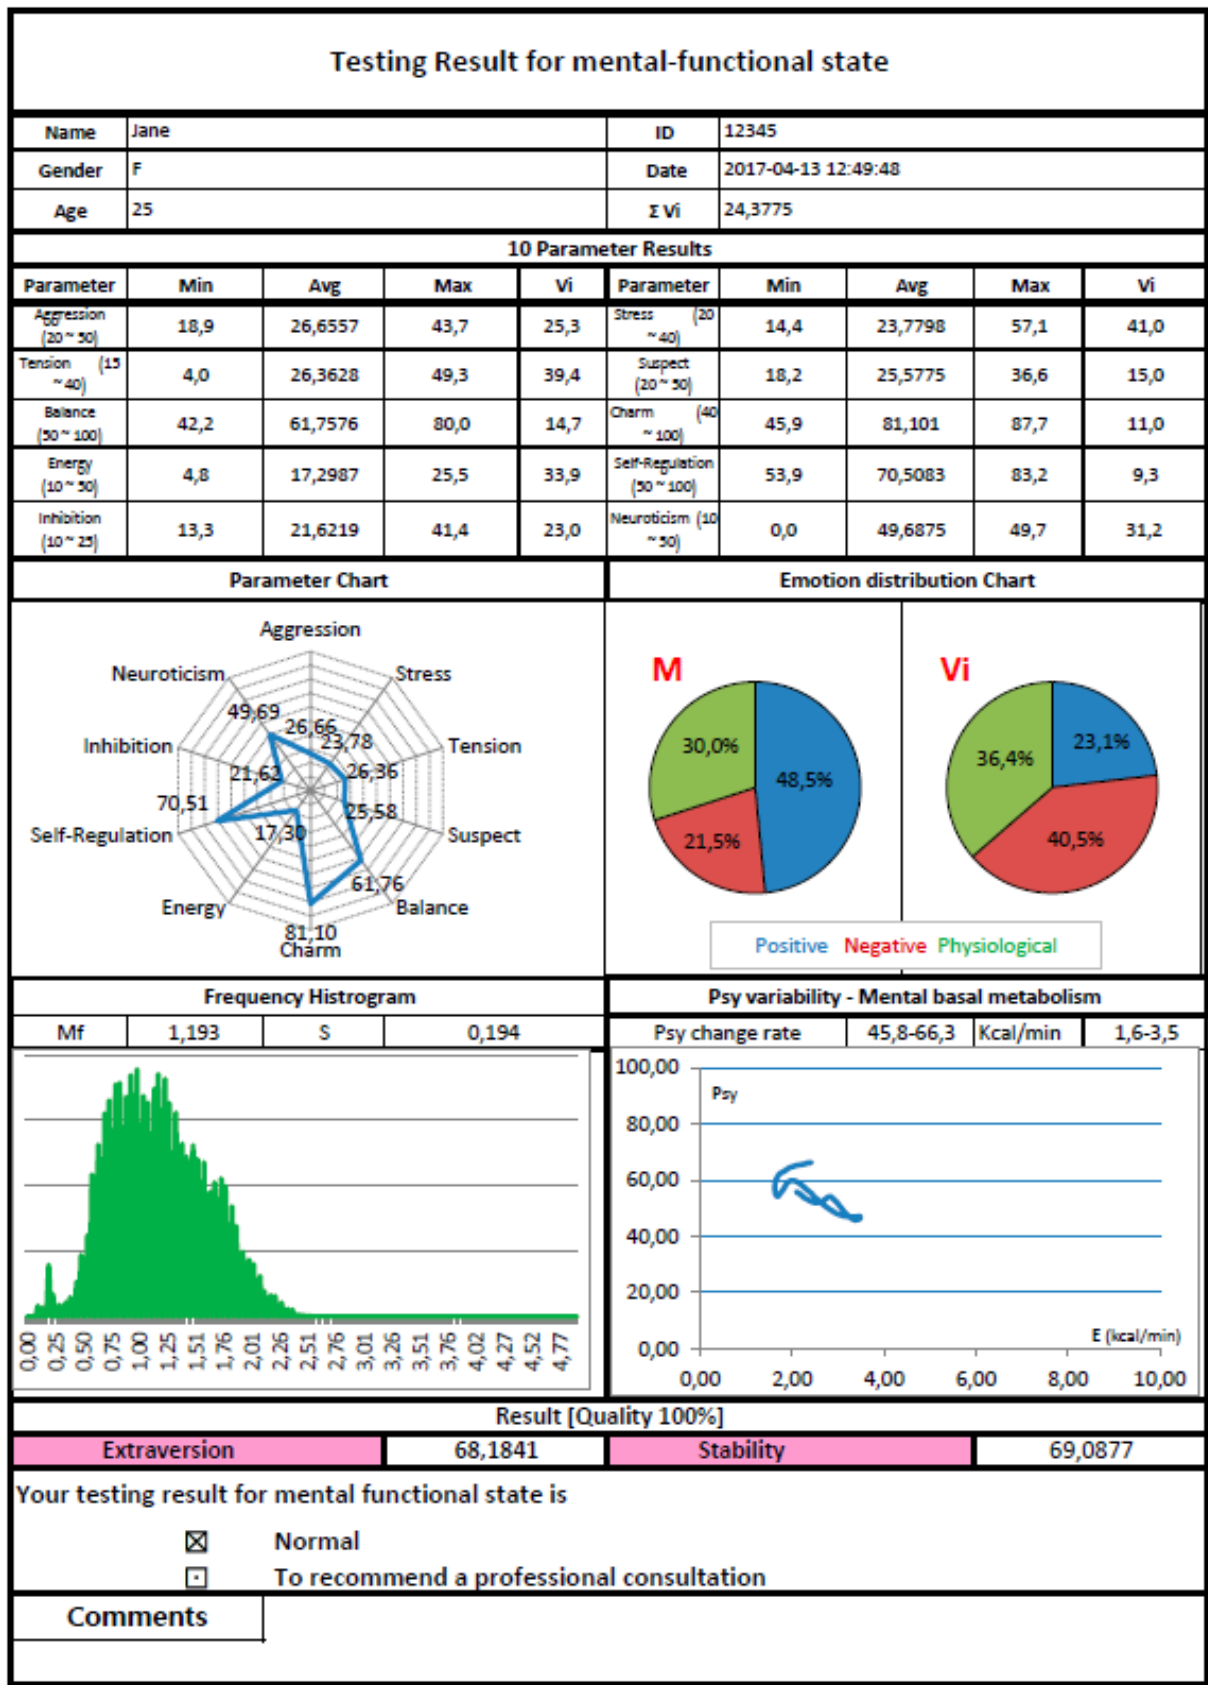 Testing Result for mental-functional state
Name Jane ID 12345
Gender F Date 2017-04-13 12:49:48
Age 25 Σ Vi 24,3775
10 Parameter Results
Parameter Min Avg Max Vi Parameter Min Avg Max Vi
Aggression (20 ~ 50) 18,9 26,6557 43,7 25,3 Stress (20 ~ 40) 14,4 23,7798 57,1 41,0
Tension (15 ~ 40) 4,0 26,3628 49,3 39,4 Suspect (20 ~ 50) 18,2 25,5775 36,6 15,0
Balance (50 ~ 100) 42,2 61,7576 80,0 14,7 Charm (40 ~ 100) 45,9 81,101 87,7 11,0
Energy (10 ~ 50) 4,8 17,2987 25,5 33,9 Self-Regulation (50 ~ 100) 53,9 70,5083 83,2 9,3
Inhibition (10 ~ 25) 13,3 21,6219 41,4 23,0 Neuroticism (10 ~ 50) 0,0 49,6875 49,7 31,2
Parameter Chart
Aggression
Neuroticism Stress
49,69 26,66 23,78
Inhibition Tension
21,62 26,36
70,51 25,58
Self-Regulation Suspect
17,30
61,76
Energy Balance
81,10
Charm
Emotion distribution Chart
M Vi
30,0% 48,5% 21,5%
36,4% 23,1% 40,5%
Positive Negative Physiological
Frequency Histrogram
Mf 1,193 S 0,194
0,00 0,25 0,50 0,75 1,00 1,25 1,51 1,76 2,01 2,26 2,51 2,76 3,01 3,26 3,51 3,76 4,02 4,27 4,52 4,77
Psy variability - Mental basal metabolism
Psy change rate 45,8-66,3 Kcal/min 1,6-3,5
100,00
Psy
80,00
60,00
40,00
20,00
E (kcal/min)
0,00
0,00 2,00 4,00 6,00 8,00 10,00
Result [Quality 100%]
Extraversion 68,1841 Stability 69,0877
Your testing result for mental functional state is
☒ Normal
⊡ To recommend a professional consultation
Comments